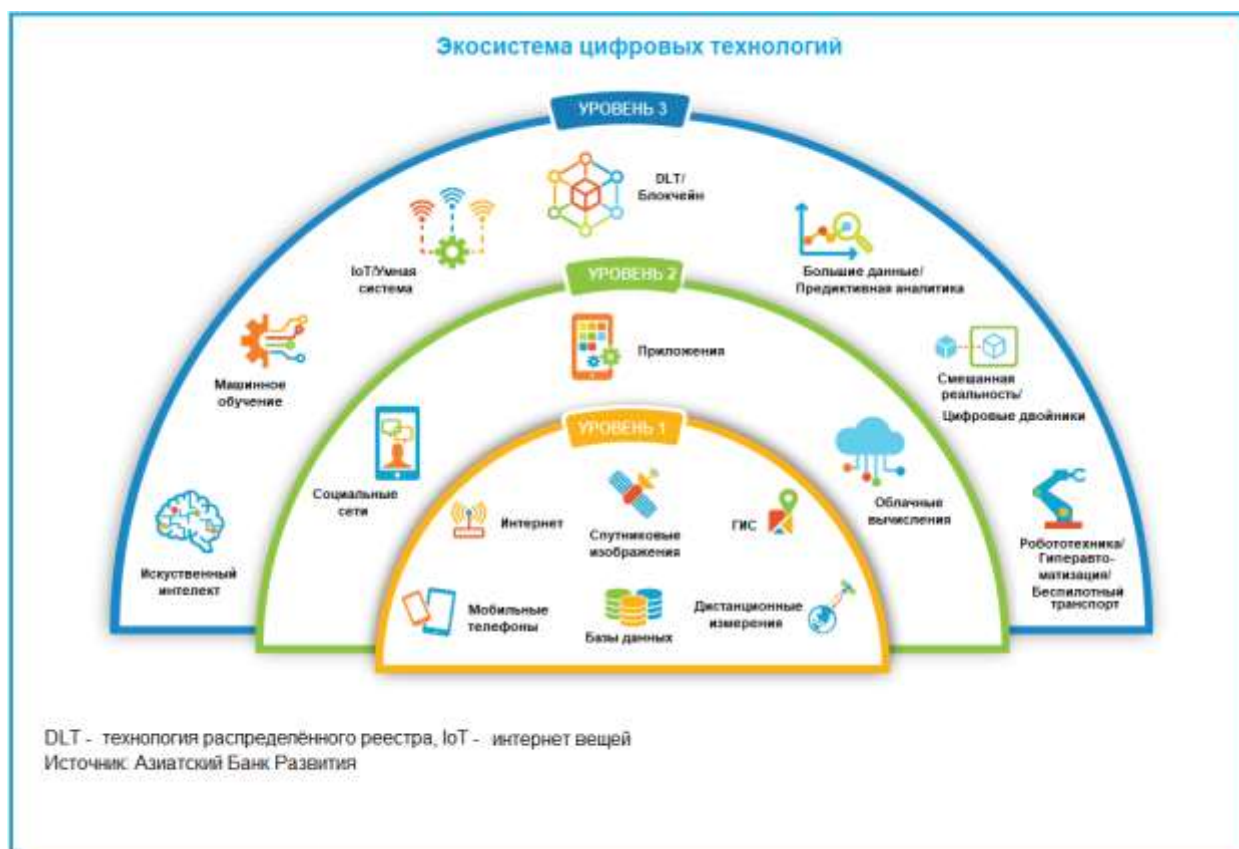 Экосистема цифровых технологий
УРОВЕНЬ 3
DLT/
Блокчейн
IoT/Умная
система
Большие данные/
Предиктивная аналитика
Машинное
обучение
Смешанная
реальность/
Цифровые двойники
Искуственный
интелект
Робототехника/
Гиперавто-
матизация/
Беспилотный
транспорт
УРОВЕНЬ 2
Приложения
Социальные
сети
Облачные
вычисления
УРОВЕНЬ 1
Интернет
Спутниковые
изображения
ГИС
Мобильные
телефоны
Базы данных
Дистанционные
измерения
DLT - технология распределённого реестра, IoT - интернет вещей
Источник: Азиатский Банк Развития